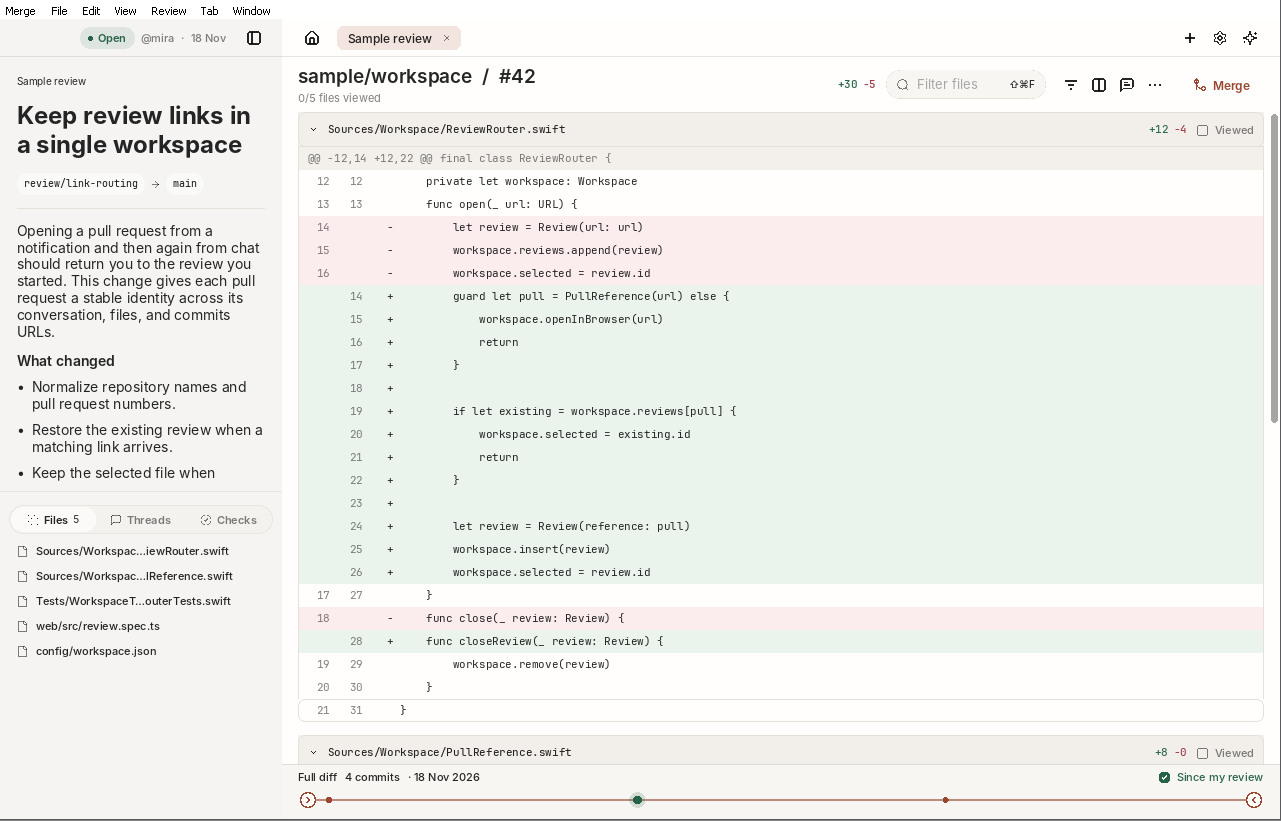 Merge File Edit View Review Tab Window
Open @mira · 18 Nov
Sample review
Sample review
Keep review links in
a single workspace
review/link-routing → main
Opening a pull request from a
notification and then again from chat
should return you to the review you
started. This change gives each pull
request a stable identity across its
conversation, files, and commits
URLs.
What changed
• Normalize repository names and
pull request numbers.
• Restore the existing review when a
matching link arrives.
• Keep the selected file when
Files 5 Threads Checks
Sources/Workspac...iewRouter.swift
Sources/Workspac...lReference.swift
Tests/WorkspaceT...outerTests.swift
web/src/review.spec.ts
config/workspace.json
sample/workspace / #42
0/5 files viewed
+30 -5 Filter files ⇧⌘F Merge
Sources/Workspace/ReviewRouter.swift +12 -4 Viewed
@@ -12,14 +12,22 @@ final class ReviewRouter {
12 12 private let workspace: Workspace
13 13 func open(_ url: URL) {
14 - let review = Review(url: url)
15 - workspace.reviews.append(review)
16 - workspace.selected = review.id
14 + guard let pull = PullReference(url) else {
15 + workspace.openInBrowser(url)
16 + return
17 + }
18 +
19 + if let existing = workspace.reviews[pull] {
20 + workspace.selected = existing.id
21 + return
22 + }
23 +
24 + let review = Review(reference: pull)
25 + workspace.insert(review)
26 + workspace.selected = review.id
17 27 }
18 - func close(_ review: Review) {
28 + func closeReview(_ review: Review) {
19 29 workspace.remove(review)
20 30 }
21 31 }
Sources/Workspace/PullReference.swift +8 -0 Viewed
Full diff 4 commits · 18 Nov 2026 Since my review